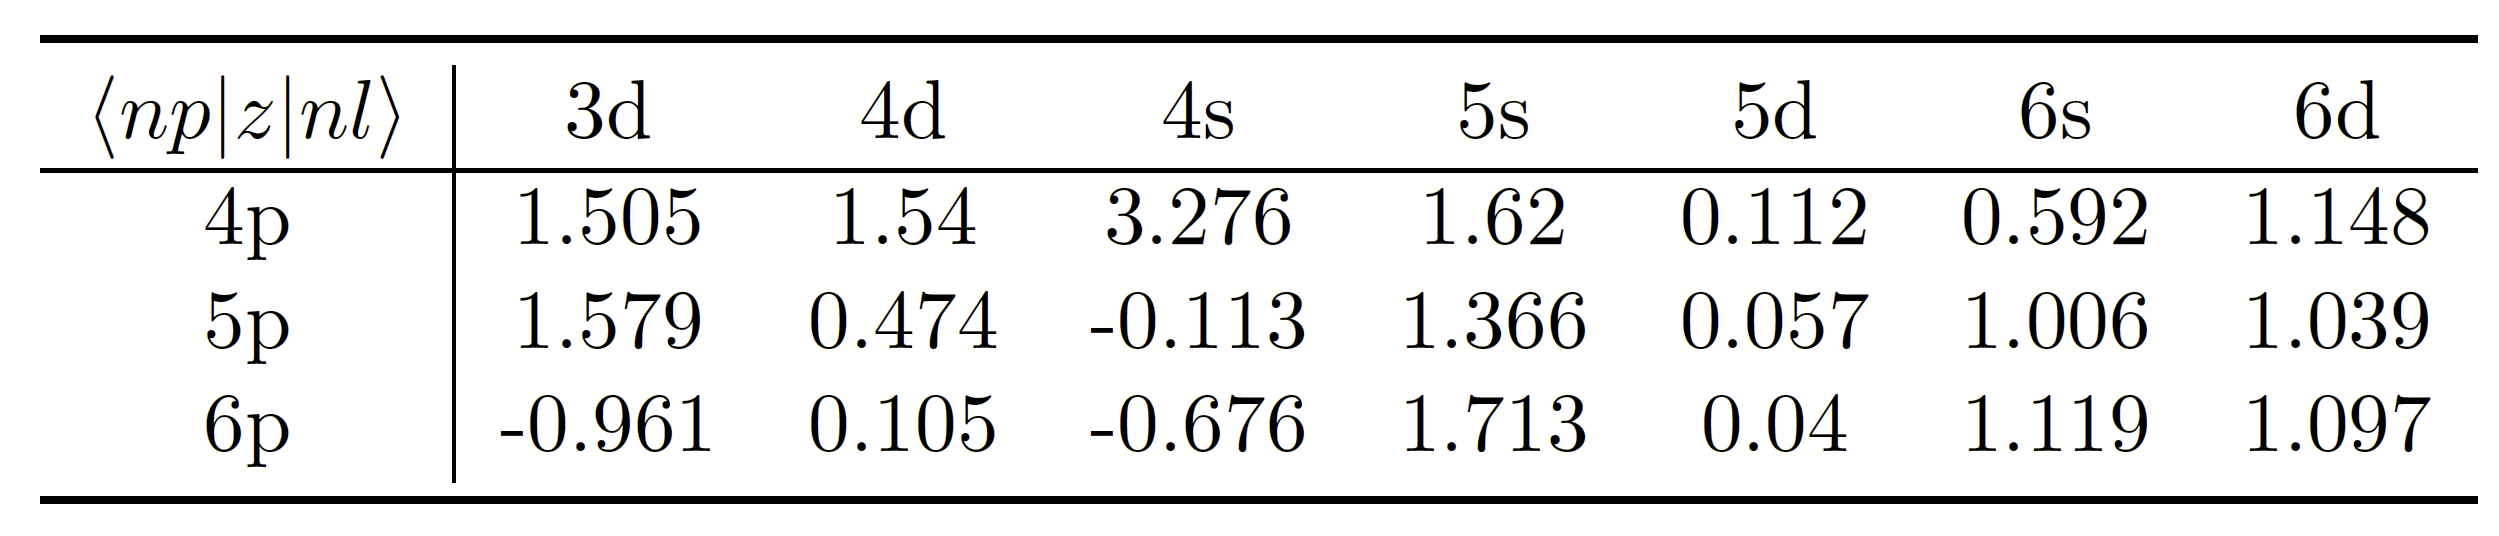 ⟨np|z|nl⟩ 3d 4d 4s 5s 5d 6s 6d
4p 1.505 1.54 3.276 1.62 0.112 0.592 1.148
5p 1.579 0.474 -0.113 1.366 0.057 1.006 1.039
6p -0.961 0.105 -0.676 1.713 0.04 1.119 1.097